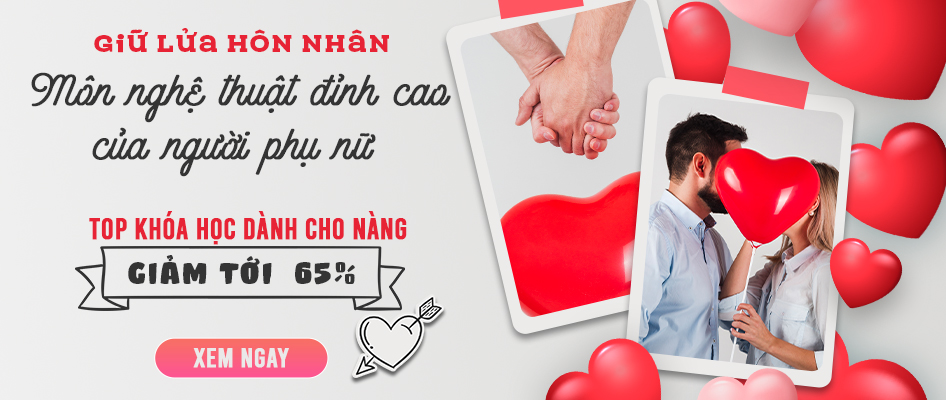 GIỮ LỬA HÔN NHÂN
Môn nghệ thuật đỉnh cao
của người phụ nữ
TOP KHÓA HỌC DÀNH CHO NÀNG
GIẢM TỚI 65%
XEM NGAY